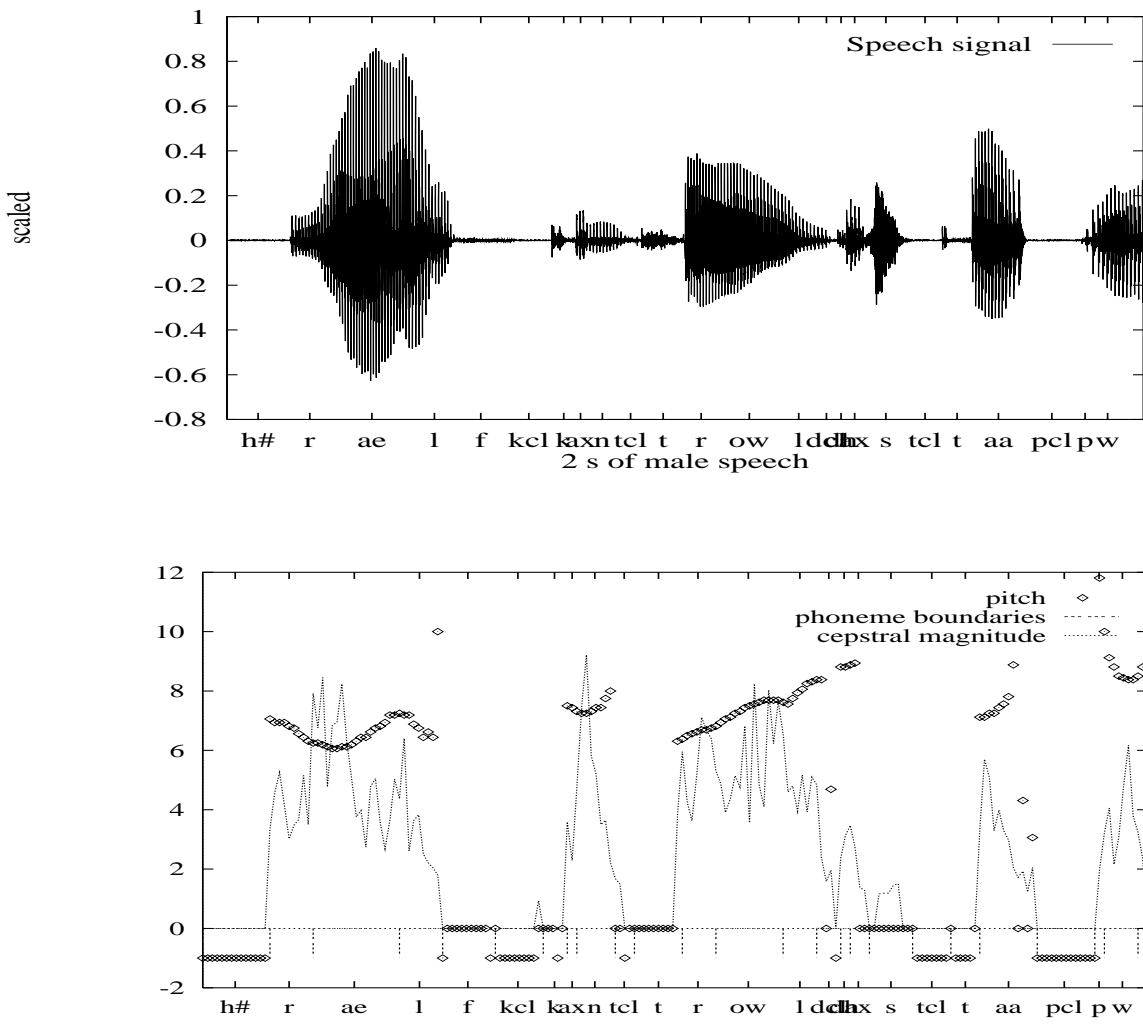 1
Speech signal
0.8
0.6
0.4
0.2
scaled
0
-0.2
-0.4
-0.6
-0.8
h# r ae l f kcl k ax n tcl t r ow l dcl dh ax s tcl t aa pcl p w
2 s of male speech
12
pitch
phoneme boundaries
cepstral magnitude
10
8
6
4
2
0
-2
h# r ae l f kcl k ax n tcl t r ow l dcl dh ax s tcl t aa pcl p w